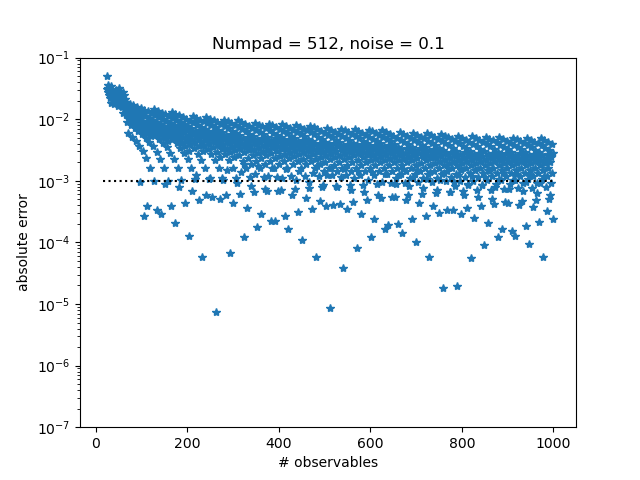 Numpad = 512, noise = 0.1
10⁻¹
10⁻²
10⁻³
10⁻⁴
10⁻⁵
10⁻⁶
10⁻⁷
absolute error
0 200 400 600 800 1000
# observables